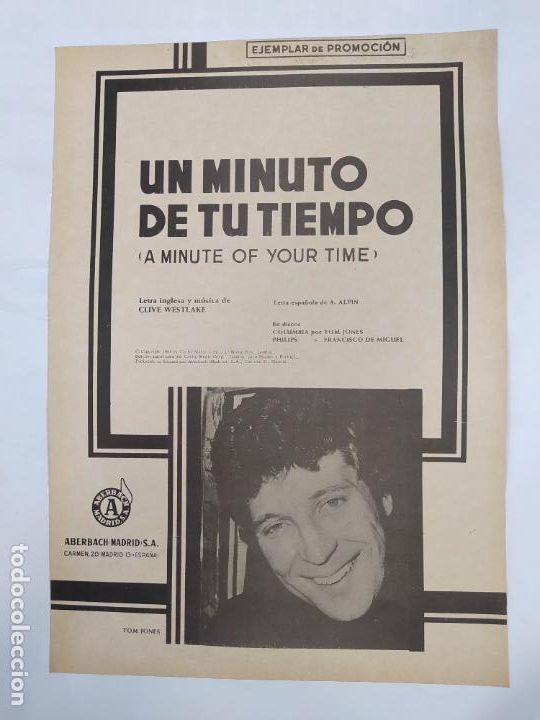 EJEMPLAR DE PROMOCIÓN
UN MINUTO
DE TU TIEMPO
(A MINUTE OF YOUR TIME)
Letra inglesa y música de
CLIVE WESTLAKE
Letra española de A. ALPIN
En discos
COLUMBIA por TOM JONES
PHILIPS » FRANCISCO DE MIGUEL
ABERBACH
MADRID, S.A.
A
ABERBACH (MADRID) S.A.
CARMEN, 20 MADRID 13 (ESPAÑA)
TOM JONES
todocoleccion